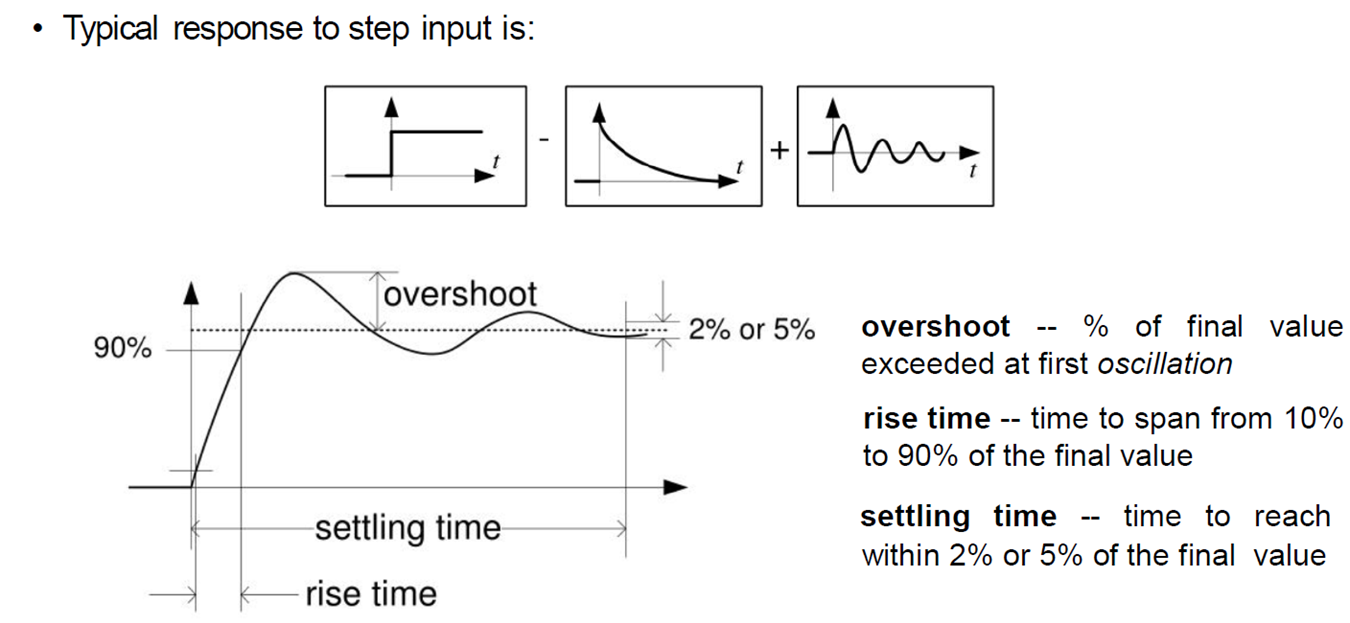 • Typical response to step input is:
t
-
t
+
t
overshoot
90%
2% or 5%
settling time
rise time
overshoot -- % of final value
exceeded at first oscillation
rise time -- time to span from 10%
to 90% of the final value
settling time -- time to reach
within 2% or 5% of the final value